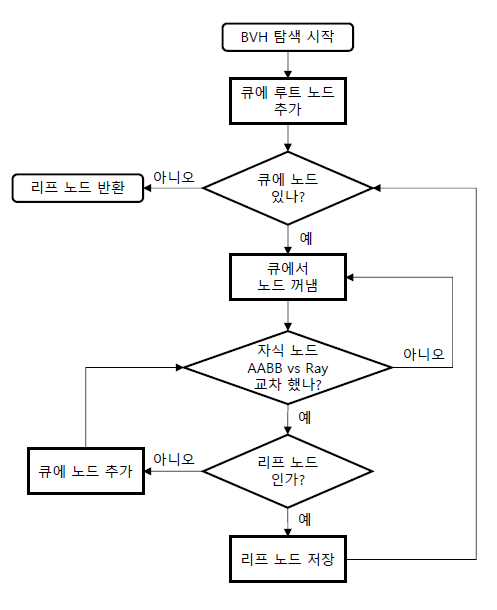 BVH 탐색 시작
큐에 루트 노드
추가
큐에 노드
있나?
아니오
리프 노드 반환
예
큐에서
노드 꺼냄
자식 노드
AABB vs Ray
교차 했나?
아니오
예
리프 노드
인가?
아니오
큐에 노드 추가
예
리프 노드 저장